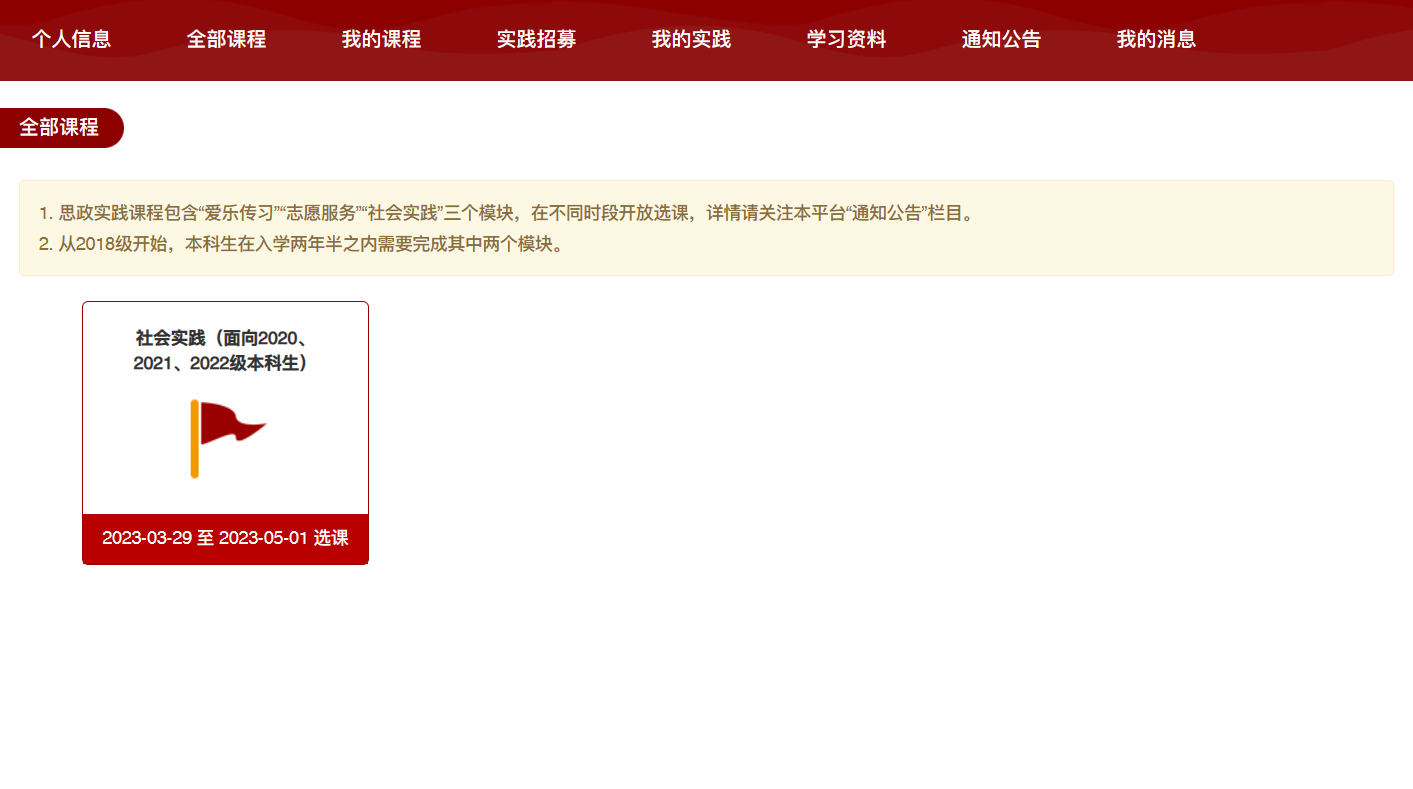 个人信息 全部课程 我的课程 实践招募 我的实践 学习资料 通知公告 我的消息
全部课程
1. 思政实践课程包含“爱乐传习”“志愿服务”“社会实践”三个模块，在不同时段开放选课，详情请关注本平台“通知公告”栏目。
2. 从2018级开始，本科生在入学两年半之内需要完成其中两个模块。
社会实践（面向2020、
2021、2022级本科生）
2023-03-29 至 2023-05-01 选课